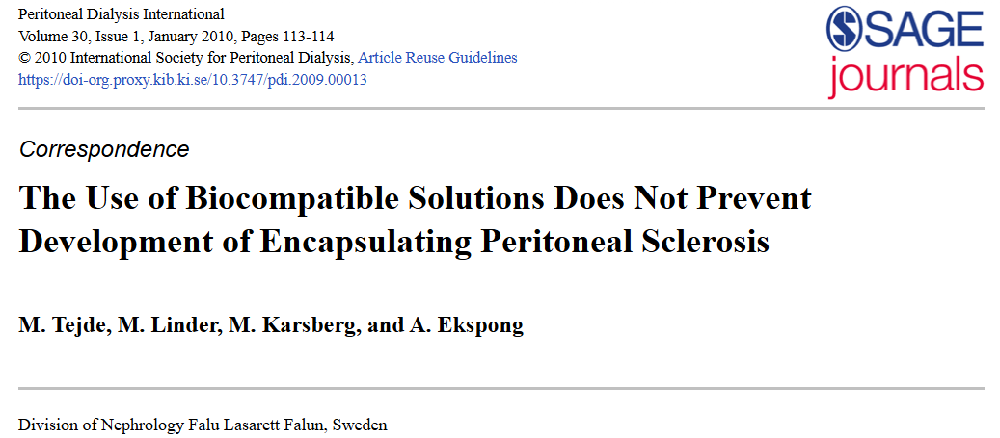 Peritoneal Dialysis International
Volume 30, Issue 1, January 2010, Pages 113-114
© 2010 International Society for Peritoneal Dialysis, Article Reuse Guidelines
https://doi-org.proxy.kib.ki.se/10.3747/pdi.2009.00013
SAGE
journals
Correspondence
The Use of Biocompatible Solutions Does Not Prevent
Development of Encapsulating Peritoneal Sclerosis
M. Tejde, M. Linder, M. Karsberg, and A. Ekspong
Division of Nephrology Falu Lasarett Falun, Sweden